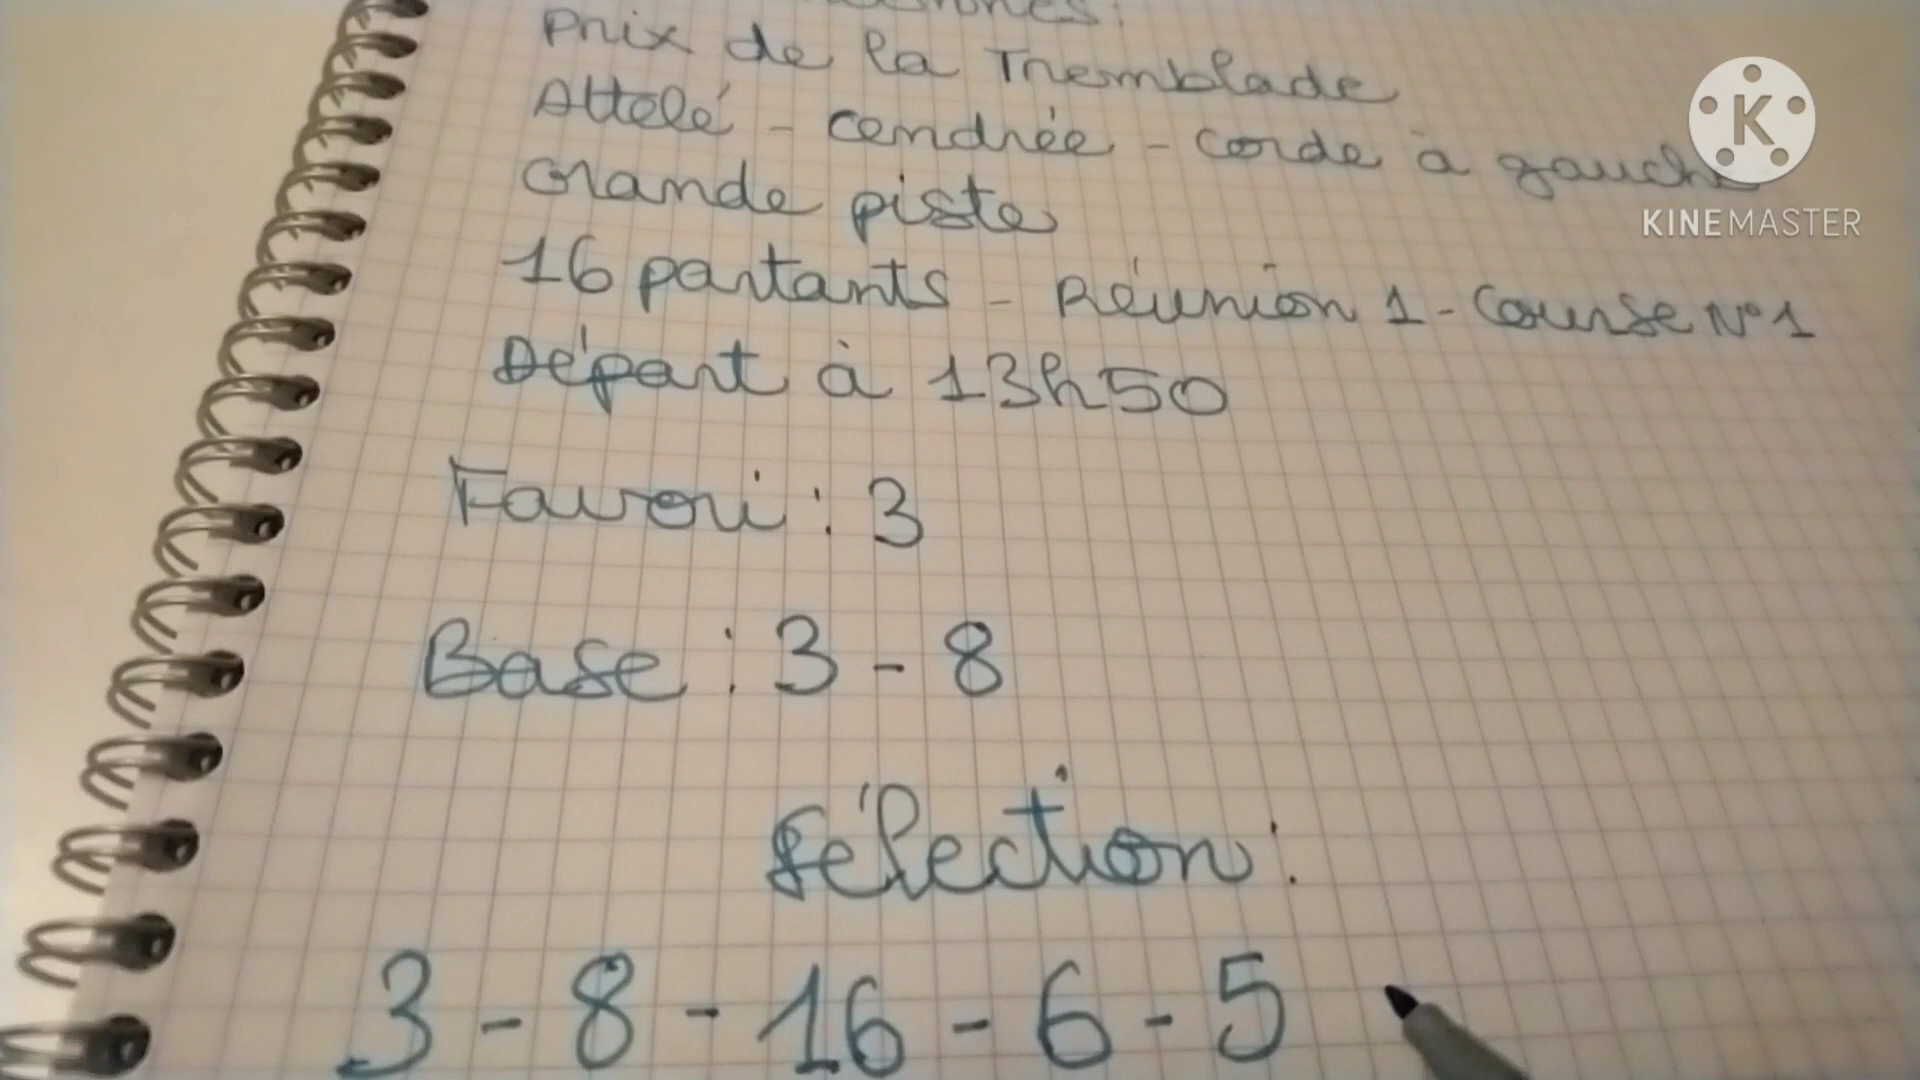 Prix de la Tremblade
Attelé - cendrée - corde à gauche
Grande piste
16 partants - Réunion 1 - Course N°1
Départ à 13h50
Favori : 3
Base : 3 - 8
Sélection :
3 - 8 - 16 - 6 - 5
K
KINEMASTER